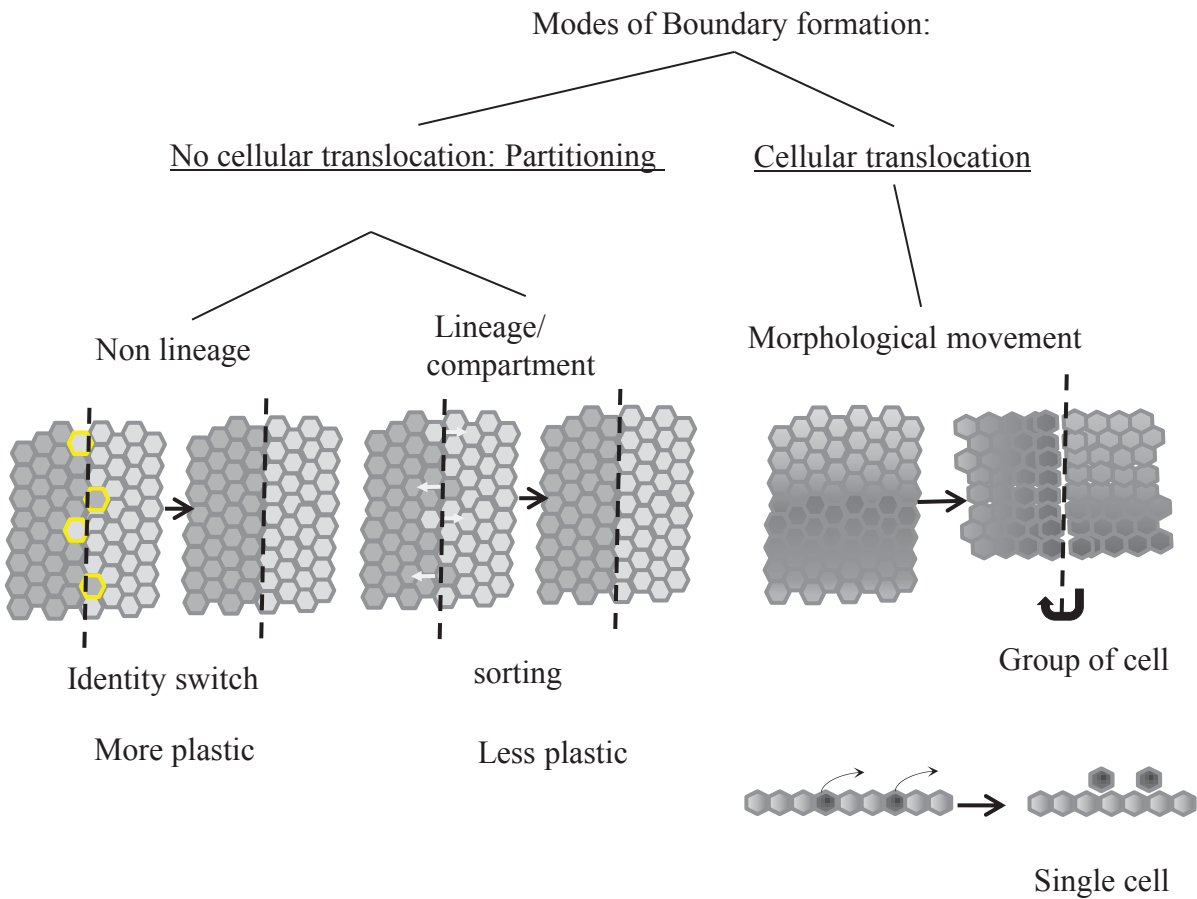 Modes of Boundary formation:
No cellular translocation: Partitioning
Cellular translocation
Non lineage
Lineage/
compartment
Morphological movement
Identity switch
sorting
Group of cell
More plastic
Less plastic
Single cell